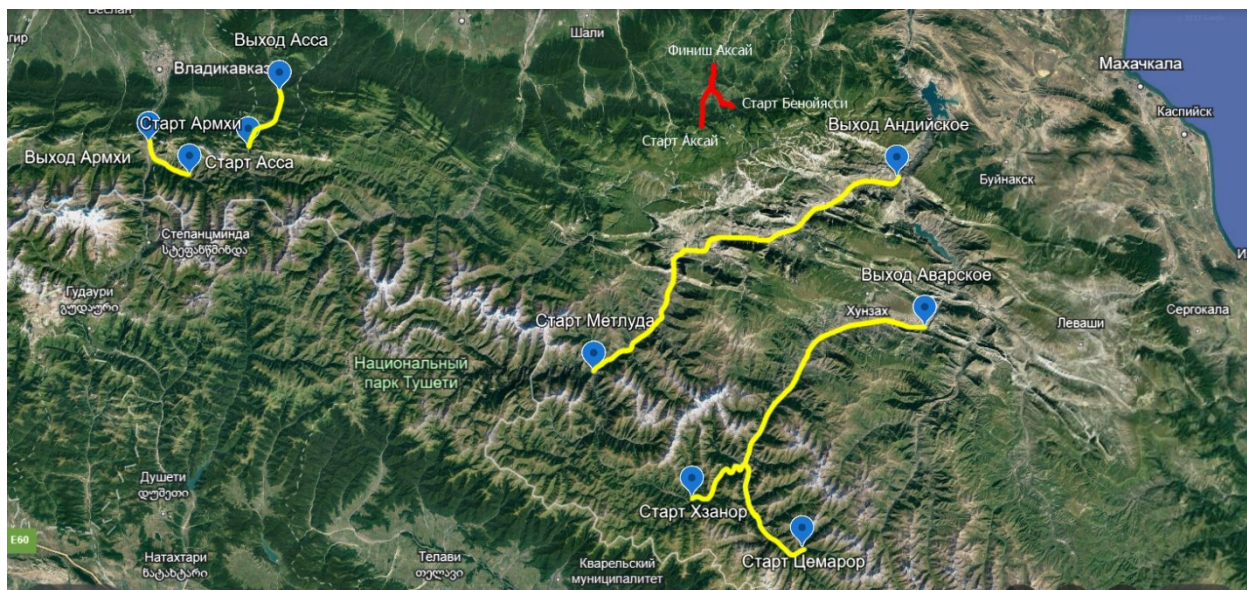 Беслан
гир
Шали
Финиш Аксай
Выход Асса
Владикавказ
Махачкала
Старт Бенойясси
Каспийск
Старт Армхи
Старт Аксай
Выход Андийское
Выход Армхи
Старт Асса
Буйнакск
Степанцминда
სტეფანწმინდა
Выход Аварское
Гудаури
გუდაური
Хунзах
Сергокала
Старт Метлуда
Леваши
Национальный
парк Тушети
Душети
დუშეთი
Старт Хзанор
E60
Натахтари
ნატახტარი
Телави
თელავი
Кварельский
муниципалитет
Старт Цемарор